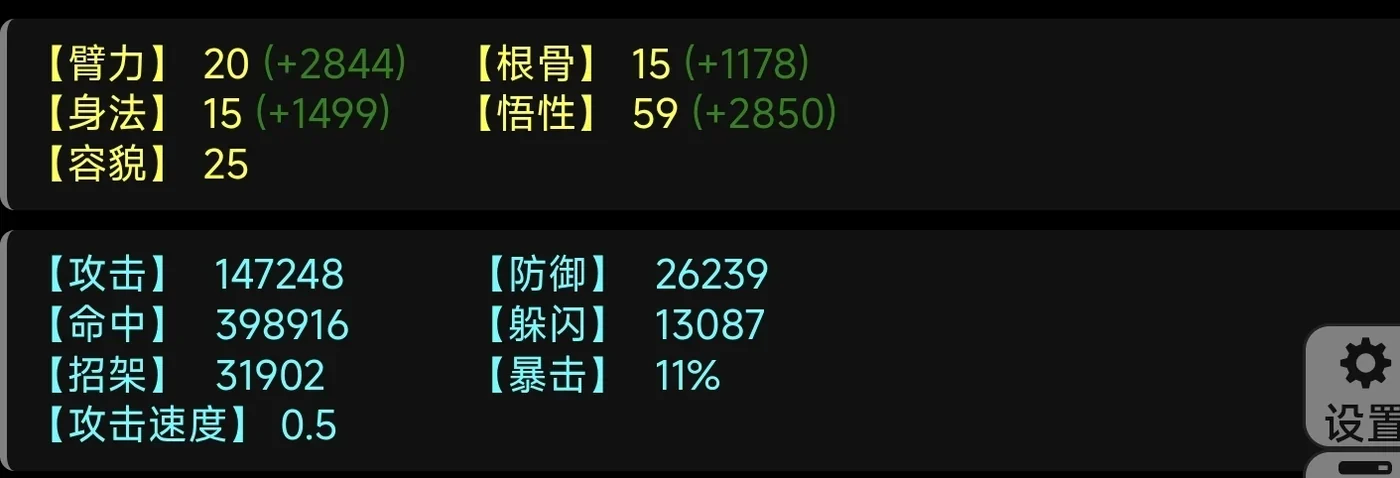 【臂力】 20 (+2844) 【根骨】 15 (+1178)
【身法】 15 (+1499) 【悟性】 59 (+2850)
【容貌】 25
【攻击】 147248 【防御】 26239
【命中】 398916 【躲闪】 13087
【招架】 31902 【暴击】 11%
【攻击速度】 0.5
设置